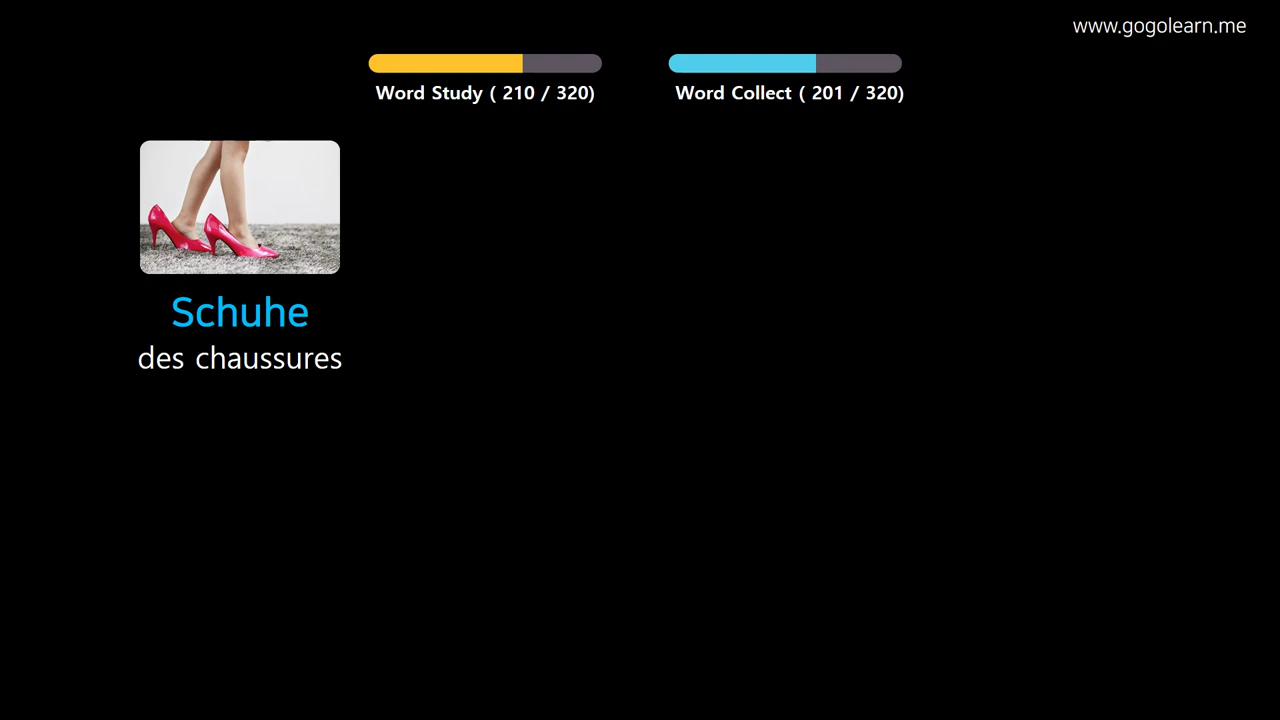 www.gogolearn.me
Word Study ( 210 / 320)
Word Collect ( 201 / 320)
Schuhe
des chaussures